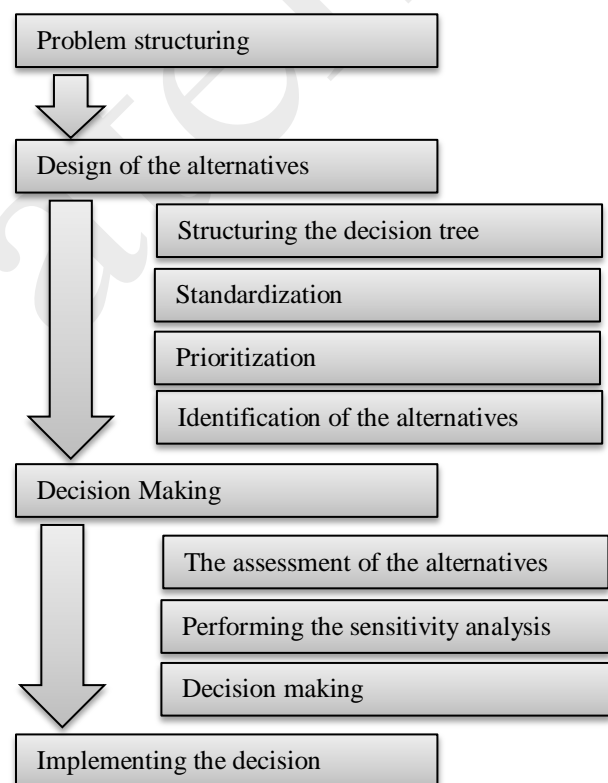 Problem structuring
Design of the alternatives
Structuring the decision tree
Standardization
Prioritization
Identification of the alternatives
Decision Making
The assessment of the alternatives
Performing the sensitivity analysis
Decision making
Implementing the decision